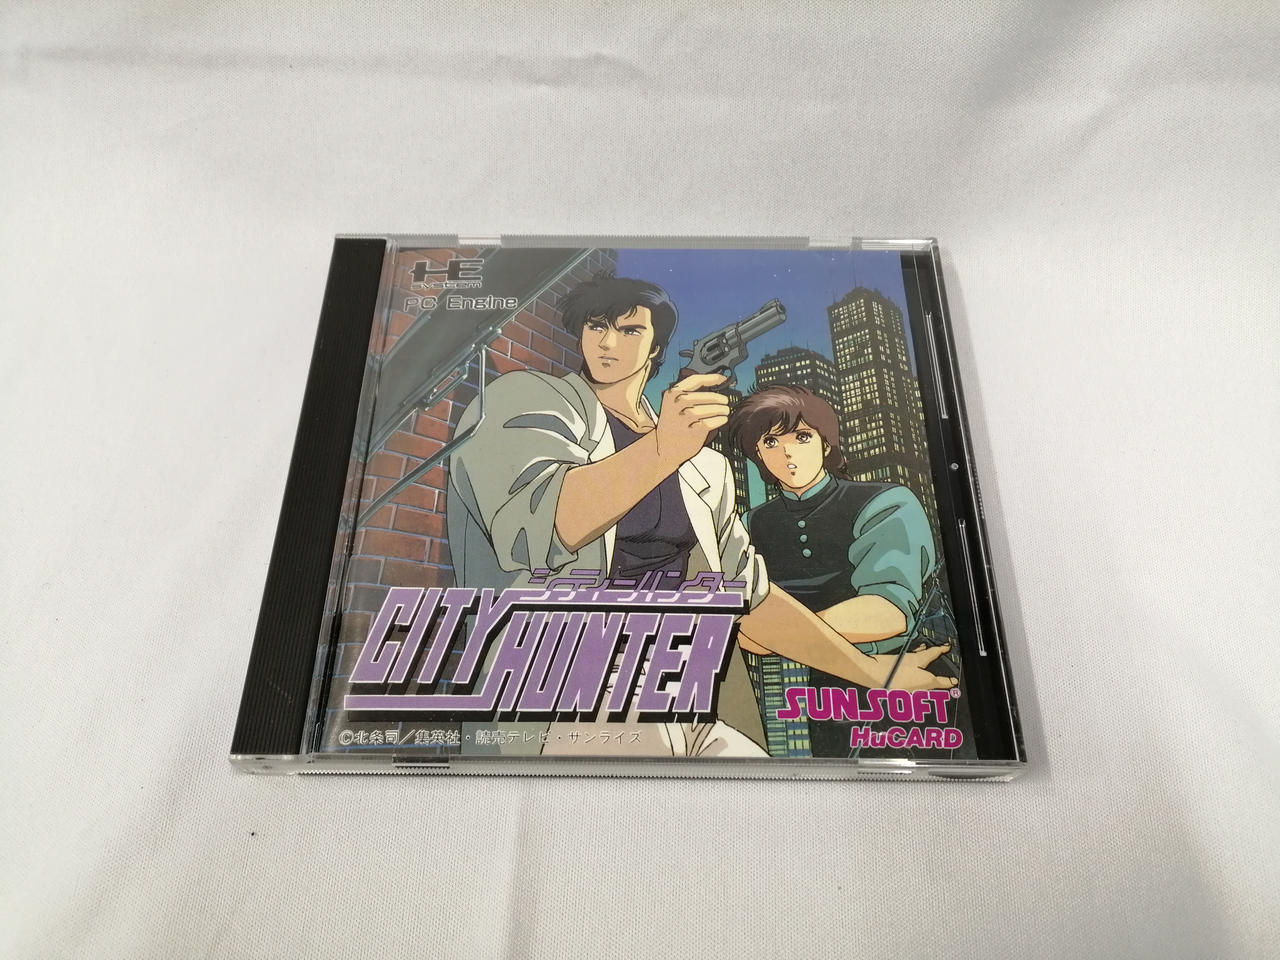 HE
SYSTEM
PC Engine
シティーハンター
CITY HUNTER
SUNSOFT®
HuCARD
©北条司／集英社・読売テレビ・サンライズ